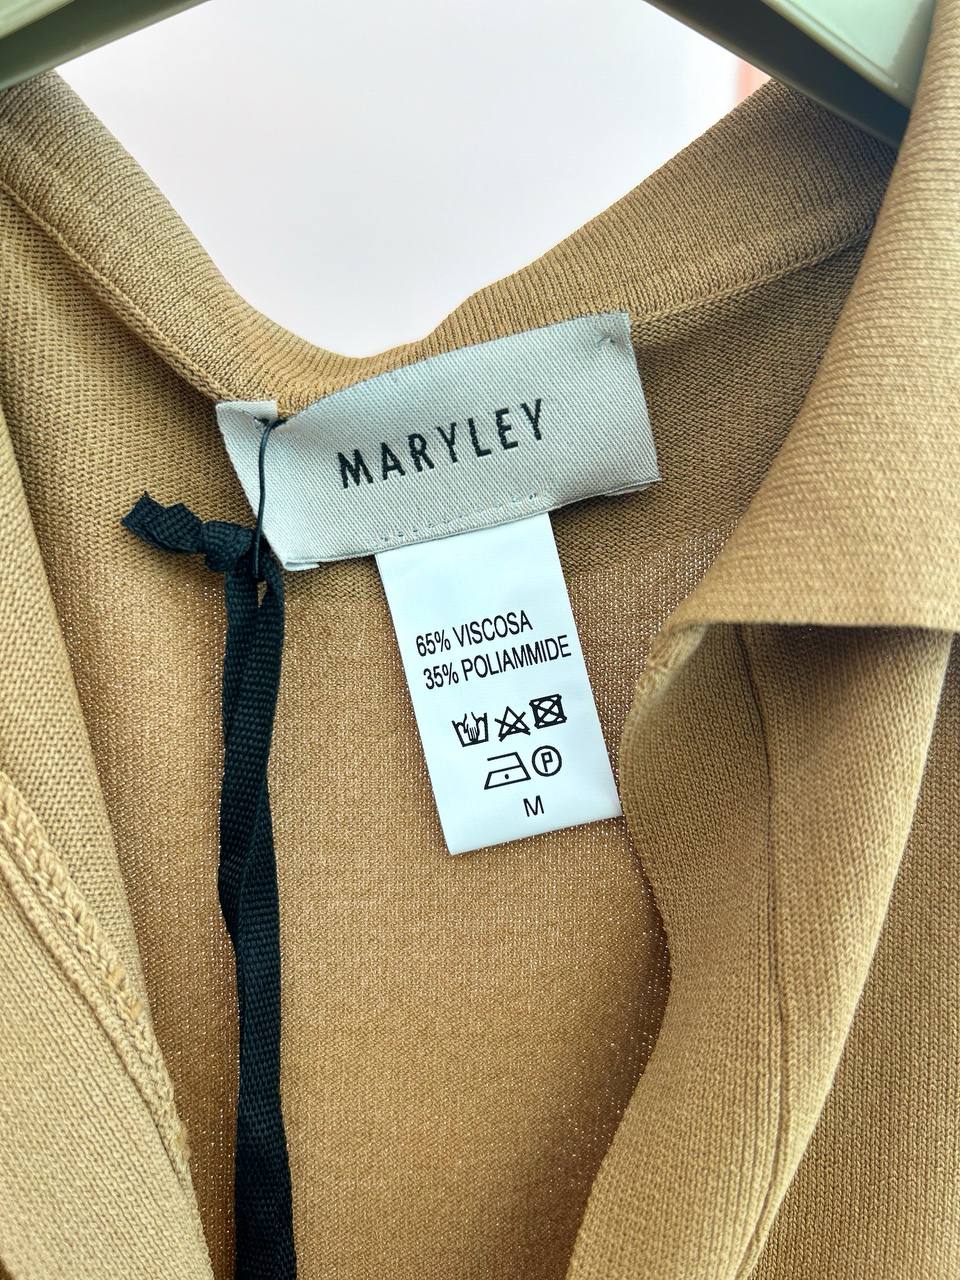 MARYLEY
65% VISCOSA
35% POLIAMMIDE
P
M